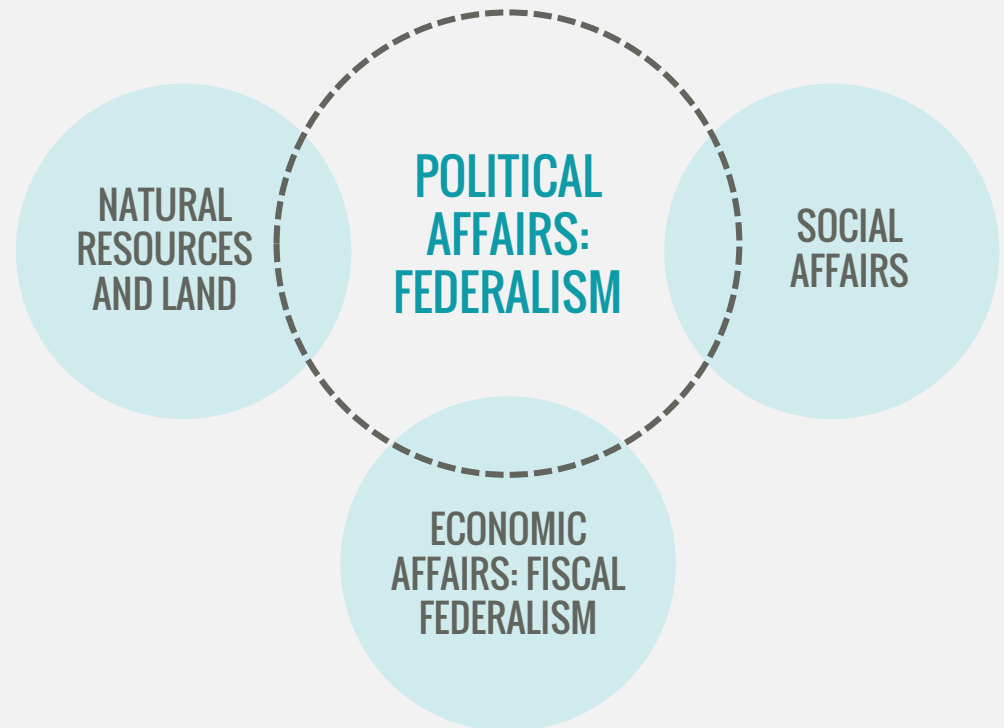 POLITICAL
AFFAIRS:
FEDERALISM
NATURAL
RESOURCES
AND LAND
SOCIAL
AFFAIRS
ECONOMIC
AFFAIRS: FISCAL
FEDERALISM